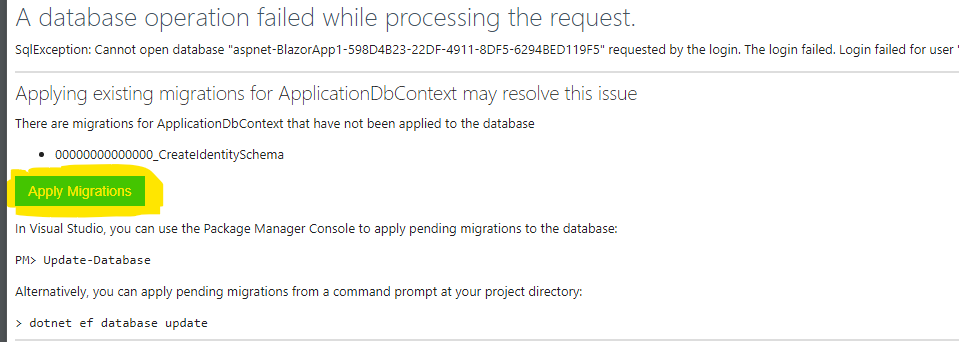 A database operation failed while processing the request.
SqlException: Cannot open database "aspnet-BlazorApp1-598D4B23-22DF-4911-8DF5-6294BED119F5" requested by the login. The login failed. Login failed for user '
Applying existing migrations for ApplicationDbContext may resolve this issue
There are migrations for ApplicationDbContext that have not been applied to the database
• 00000000000000_CreateIdentitySchema
Apply Migrations
In Visual Studio, you can use the Package Manager Console to apply pending migrations to the database:
PM> Update-Database
Alternatively, you can apply pending migrations from a command prompt at your project directory:
> dotnet ef database update